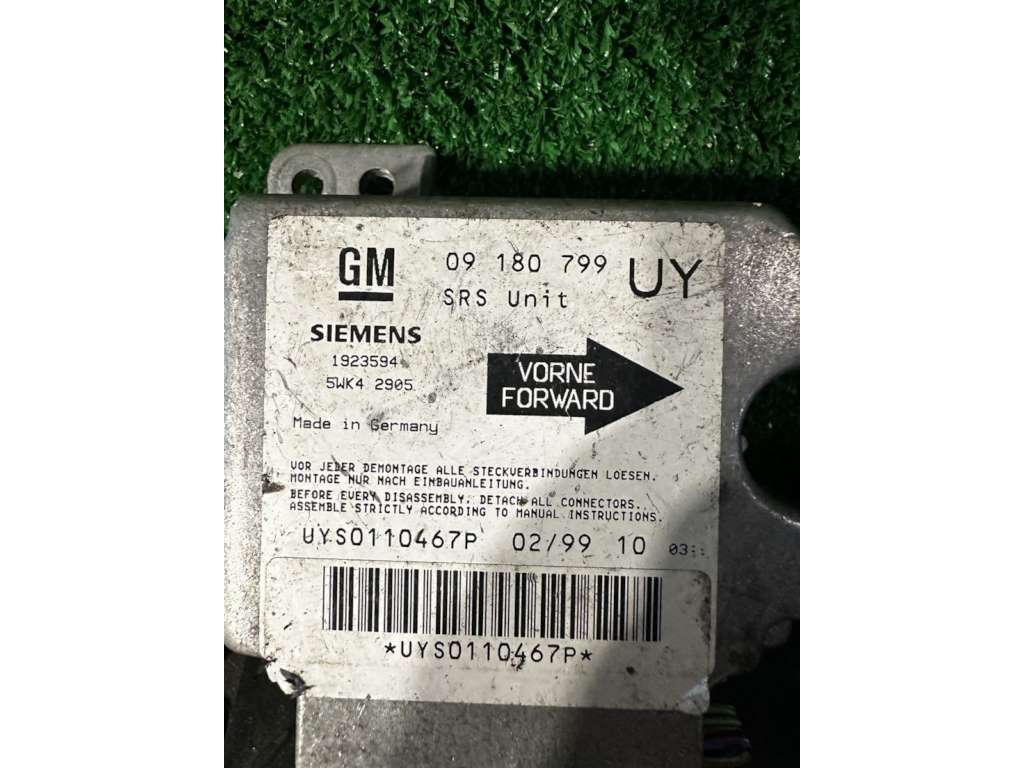 GM 09 180 799 UY
SRS Unit
SIEMENS
1923594
5WK4 2905
VORNE
FORWARD
Made in Germany
VOR JEDER DEMONTAGE ALLE STECKVERBINDUNGEN LOESEN.
MONTAGE NUR NACH EINBAUANLEITUNG.
BEFORE EVERY DISASSEMBLY, DETACH ALL CONNECTORS.
ASSEMBLE STRICTLY ACCORDING TO MANUAL INSTRUCTIONS.
UYS0110467P 02/99 10
*UYS0110467P*